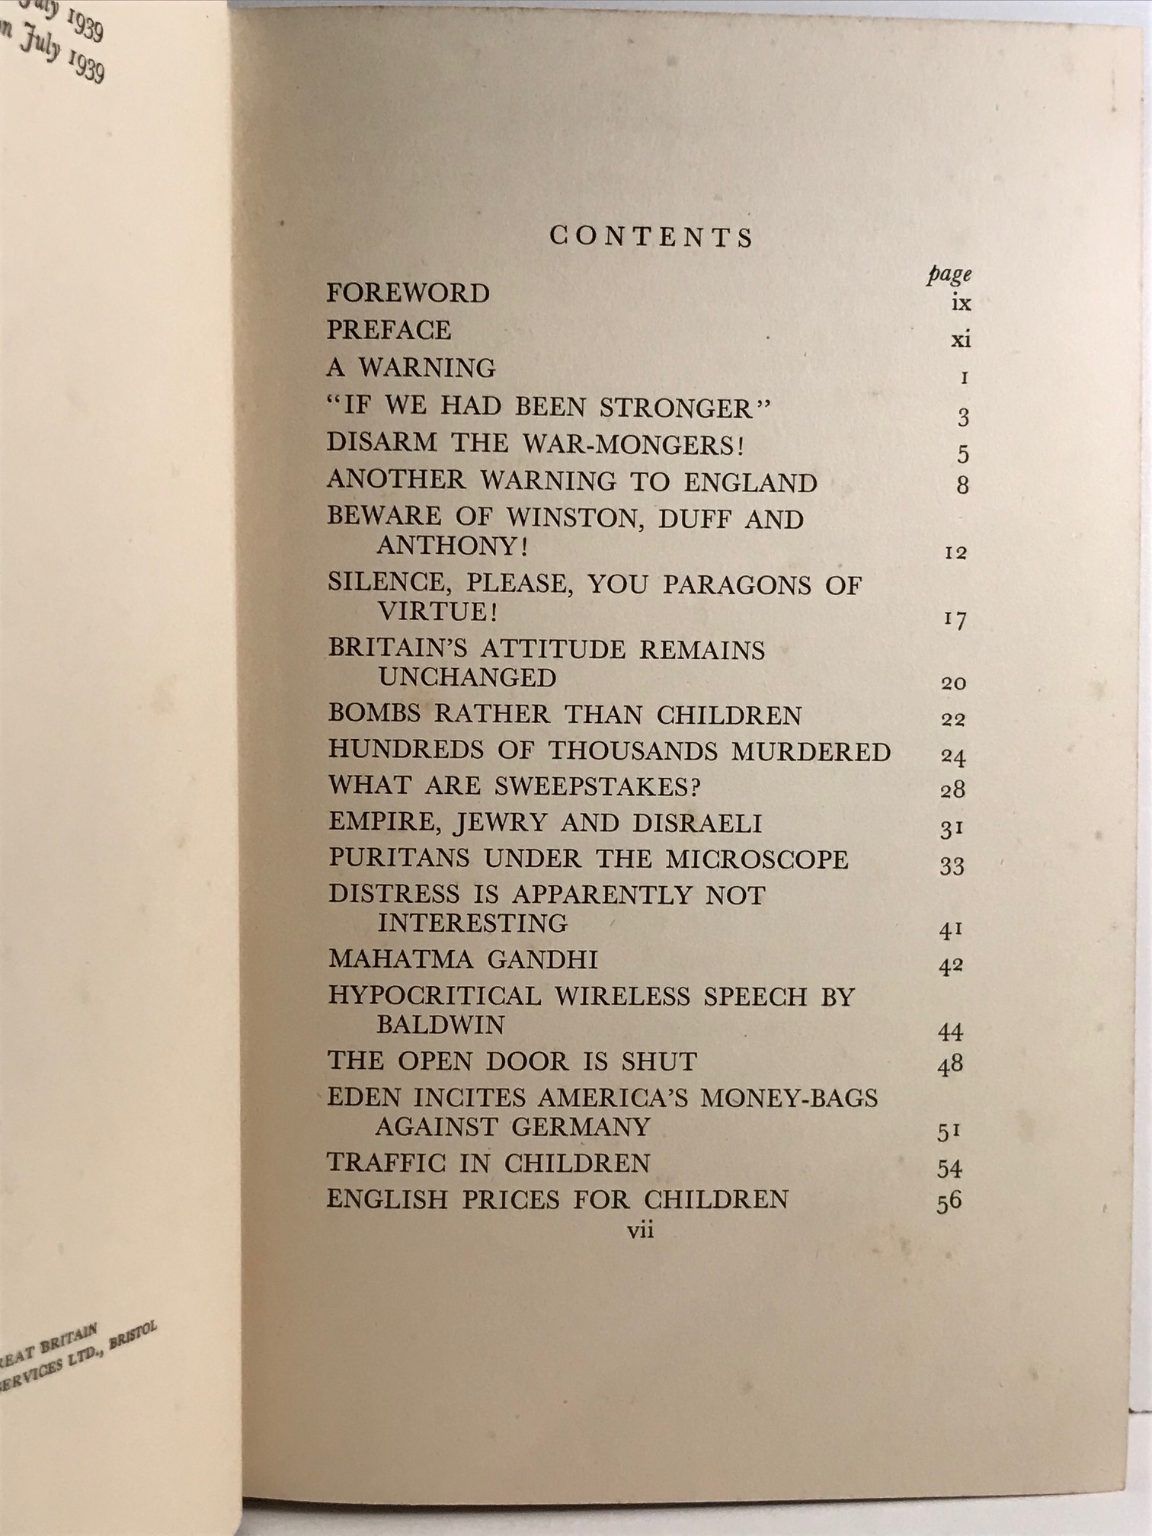 July 1939
July 1939
GREAT BRITAIN
SERVICES LTD., BRISTOL
CONTENTS
page
FOREWORD ix
PREFACE xi
A WARNING 1
“IF WE HAD BEEN STRONGER” 3
DISARM THE WAR-MONGERS! 5
ANOTHER WARNING TO ENGLAND 8
BEWARE OF WINSTON, DUFF AND
ANTHONY! 12
SILENCE, PLEASE, YOU PARAGONS OF
VIRTUE! 17
BRITAIN’S ATTITUDE REMAINS
UNCHANGED 20
BOMBS RATHER THAN CHILDREN 22
HUNDREDS OF THOUSANDS MURDERED 24
WHAT ARE SWEEPSTAKES? 28
EMPIRE, JEWRY AND DISRAELI 31
PURITANS UNDER THE MICROSCOPE 33
DISTRESS IS APPARENTLY NOT
INTERESTING 41
MAHATMA GANDHI 42
HYPOCRITICAL WIRELESS SPEECH BY
BALDWIN 44
THE OPEN DOOR IS SHUT 48
EDEN INCITES AMERICA’S MONEY-BAGS
AGAINST GERMANY 51
TRAFFIC IN CHILDREN 54
ENGLISH PRICES FOR CHILDREN 56
vii